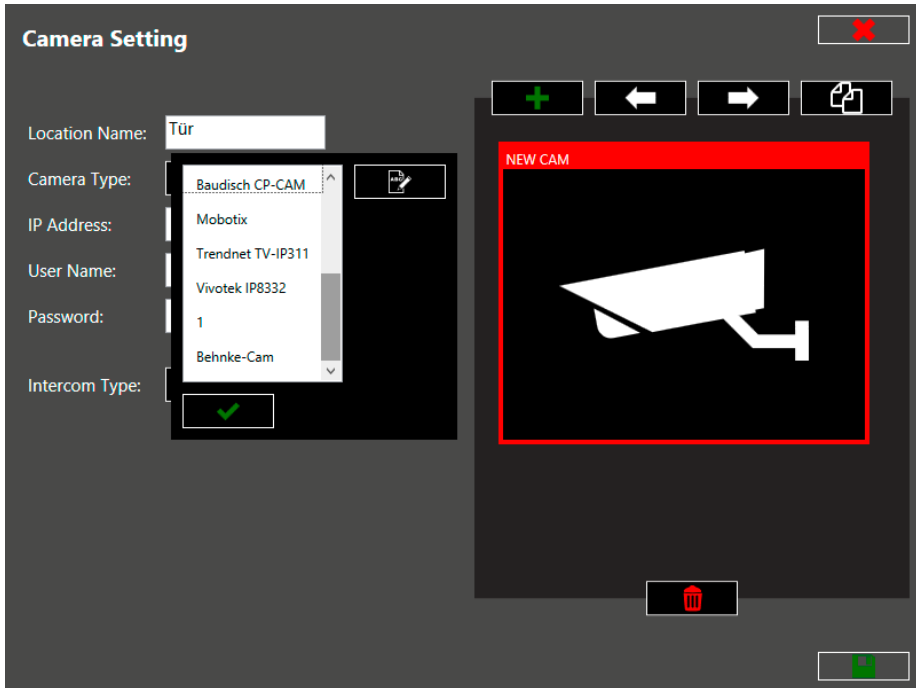 Camera Setting
Location Name:
Tür
Camera Type:
IP Address:
User Name:
Password:
Intercom Type:
Baudisch CP-CAM
Mobotix
Trendnet TV-IP311
Vivotek IP8332
1
Behnke-Cam
ABC
NEW CAM